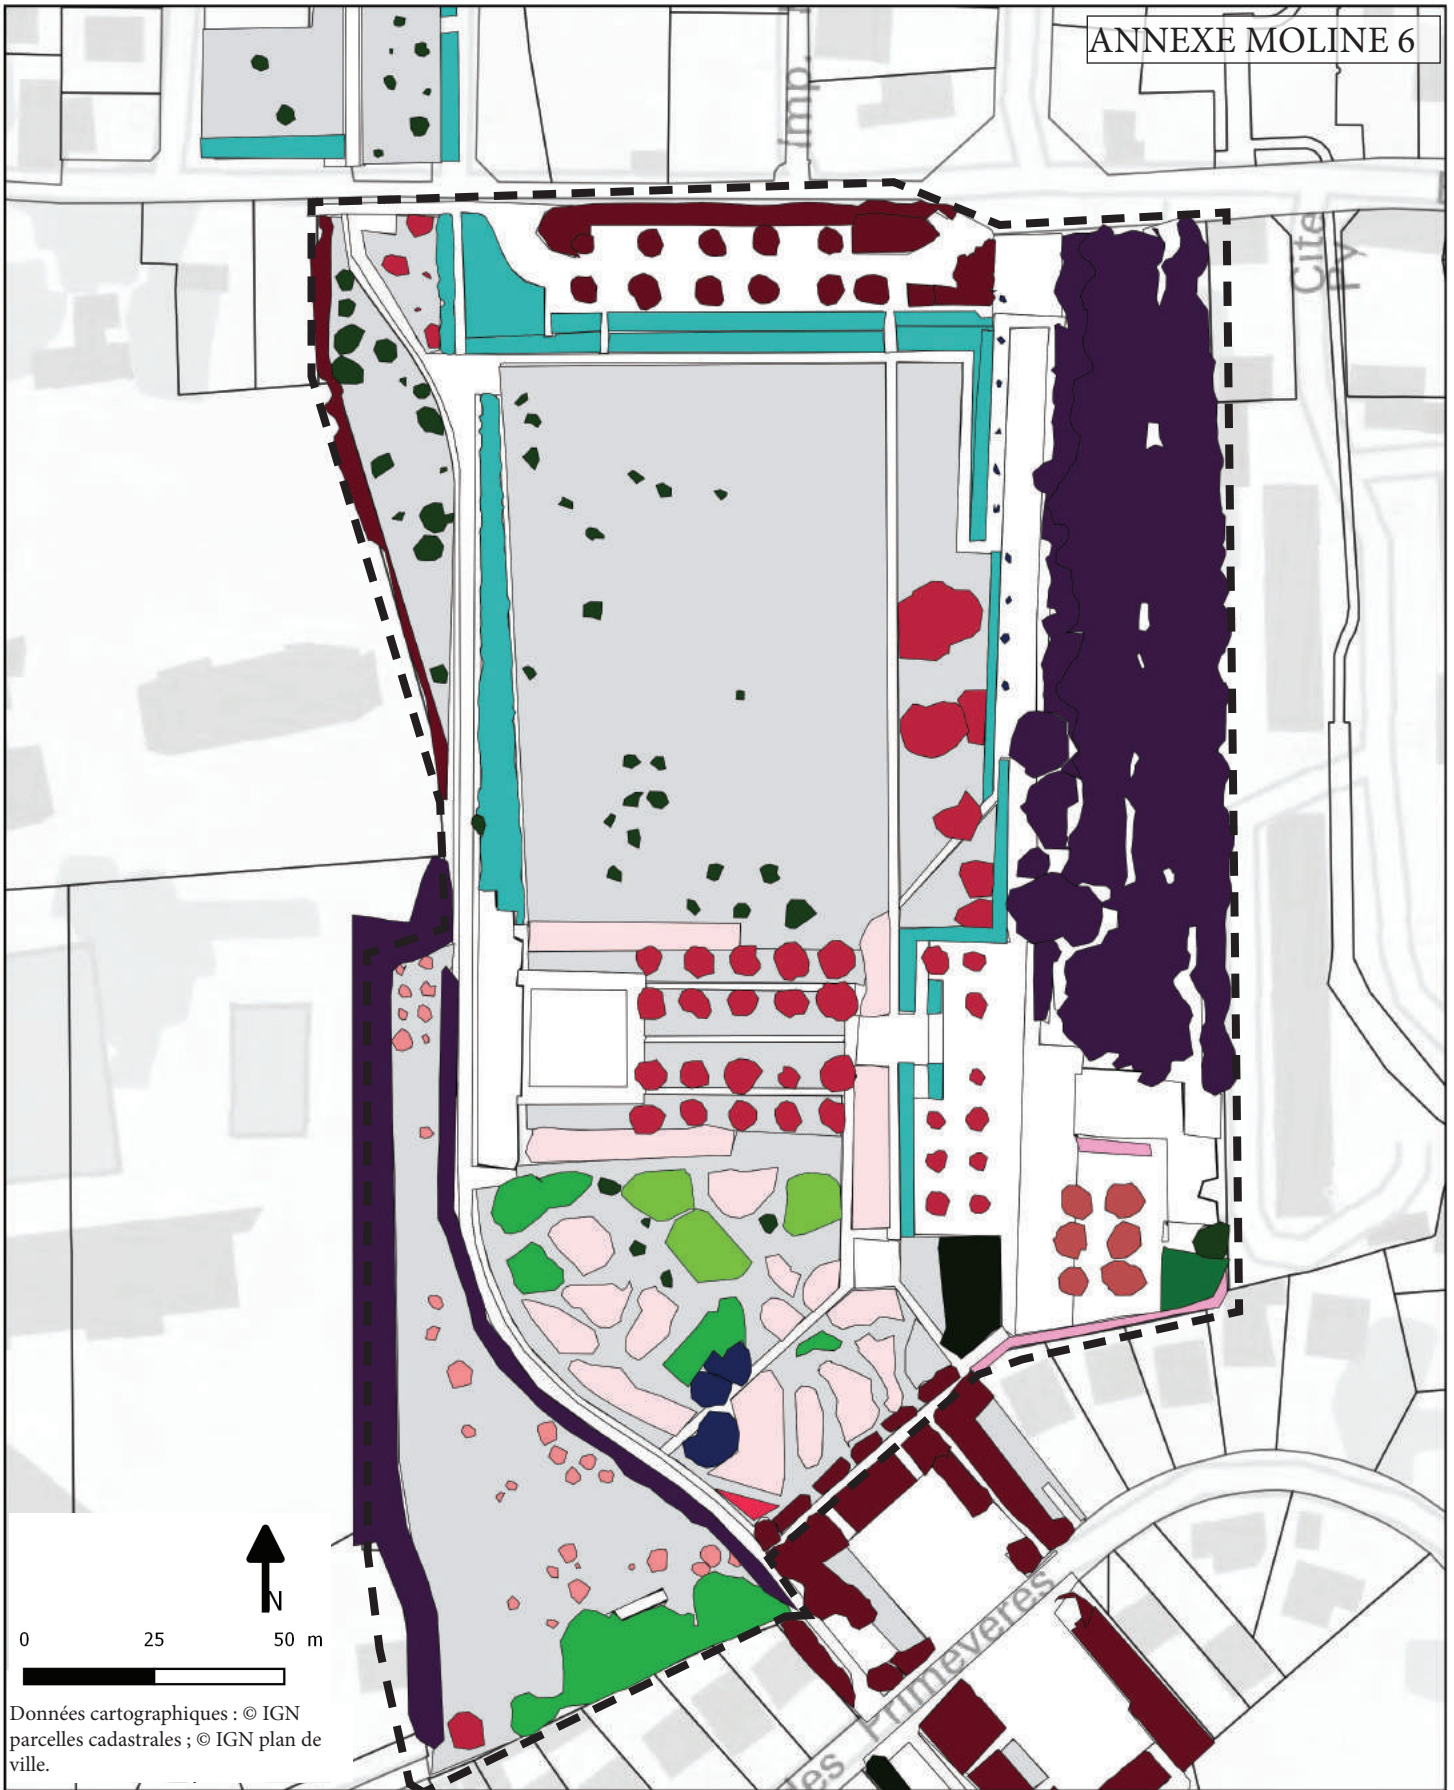 ANNEXE MOLINE 6
Imp.
Cité
Ry
N
0 25 50 m
Données cartographiques : © IGN
parcelles cadastrales ; © IGN plan de
ville.
des Primevères